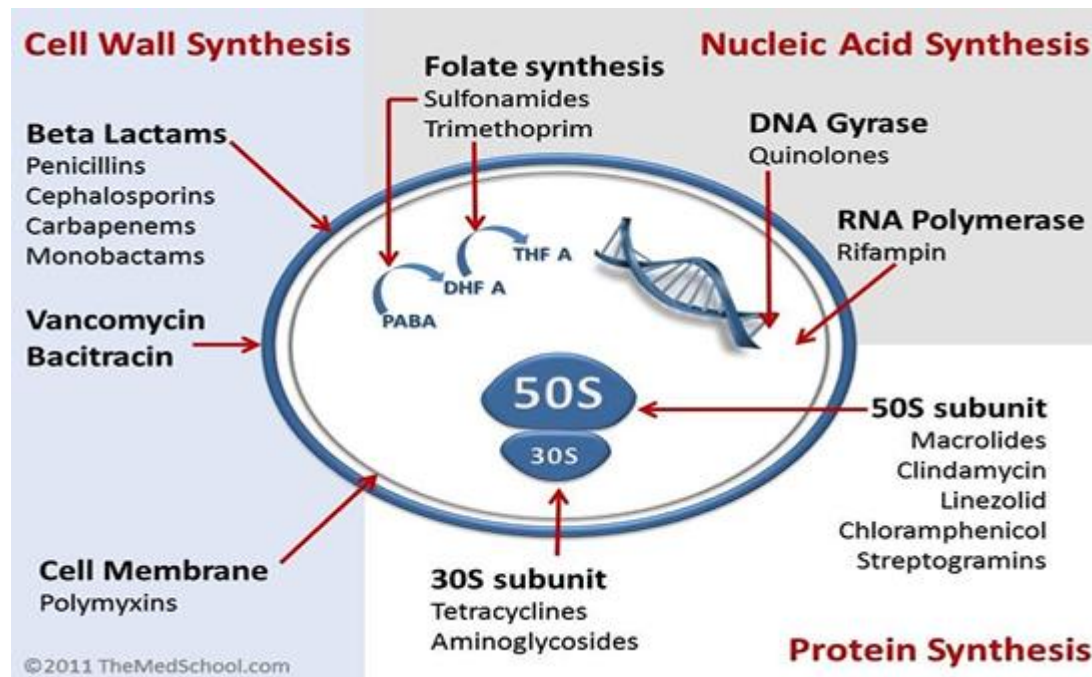 Cell Wall Synthesis
Beta Lactams
Penicillins
Cephalosporins
Carbapenems
Monobactams
Vancomycin
Bacitracin
Cell Membrane
Polymyxins
©2011 TheMedSchool.com
Nucleic Acid Synthesis
Folate synthesis
Sulfonamides
Trimethoprim
DNA Gyrase
Quinolones
RNA Polymerase
Rifampin
THF A
DHF A
PABA
50S
30S
50S subunit
Macrolides
Clindamycin
Linezolid
Chloramphenicol
Streptogramins
30S subunit
Tetracyclines
Aminoglycosides
Protein Synthesis